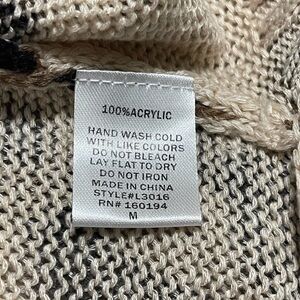 100%ACRYLIC
HAND WASH COLD
WITH LIKE COLORS
DO NOT BLEACH
LAY FLAT TO DRY
DO NOT IRON
MADE IN CHINA
STYLE#L3016
RN# 160194
M